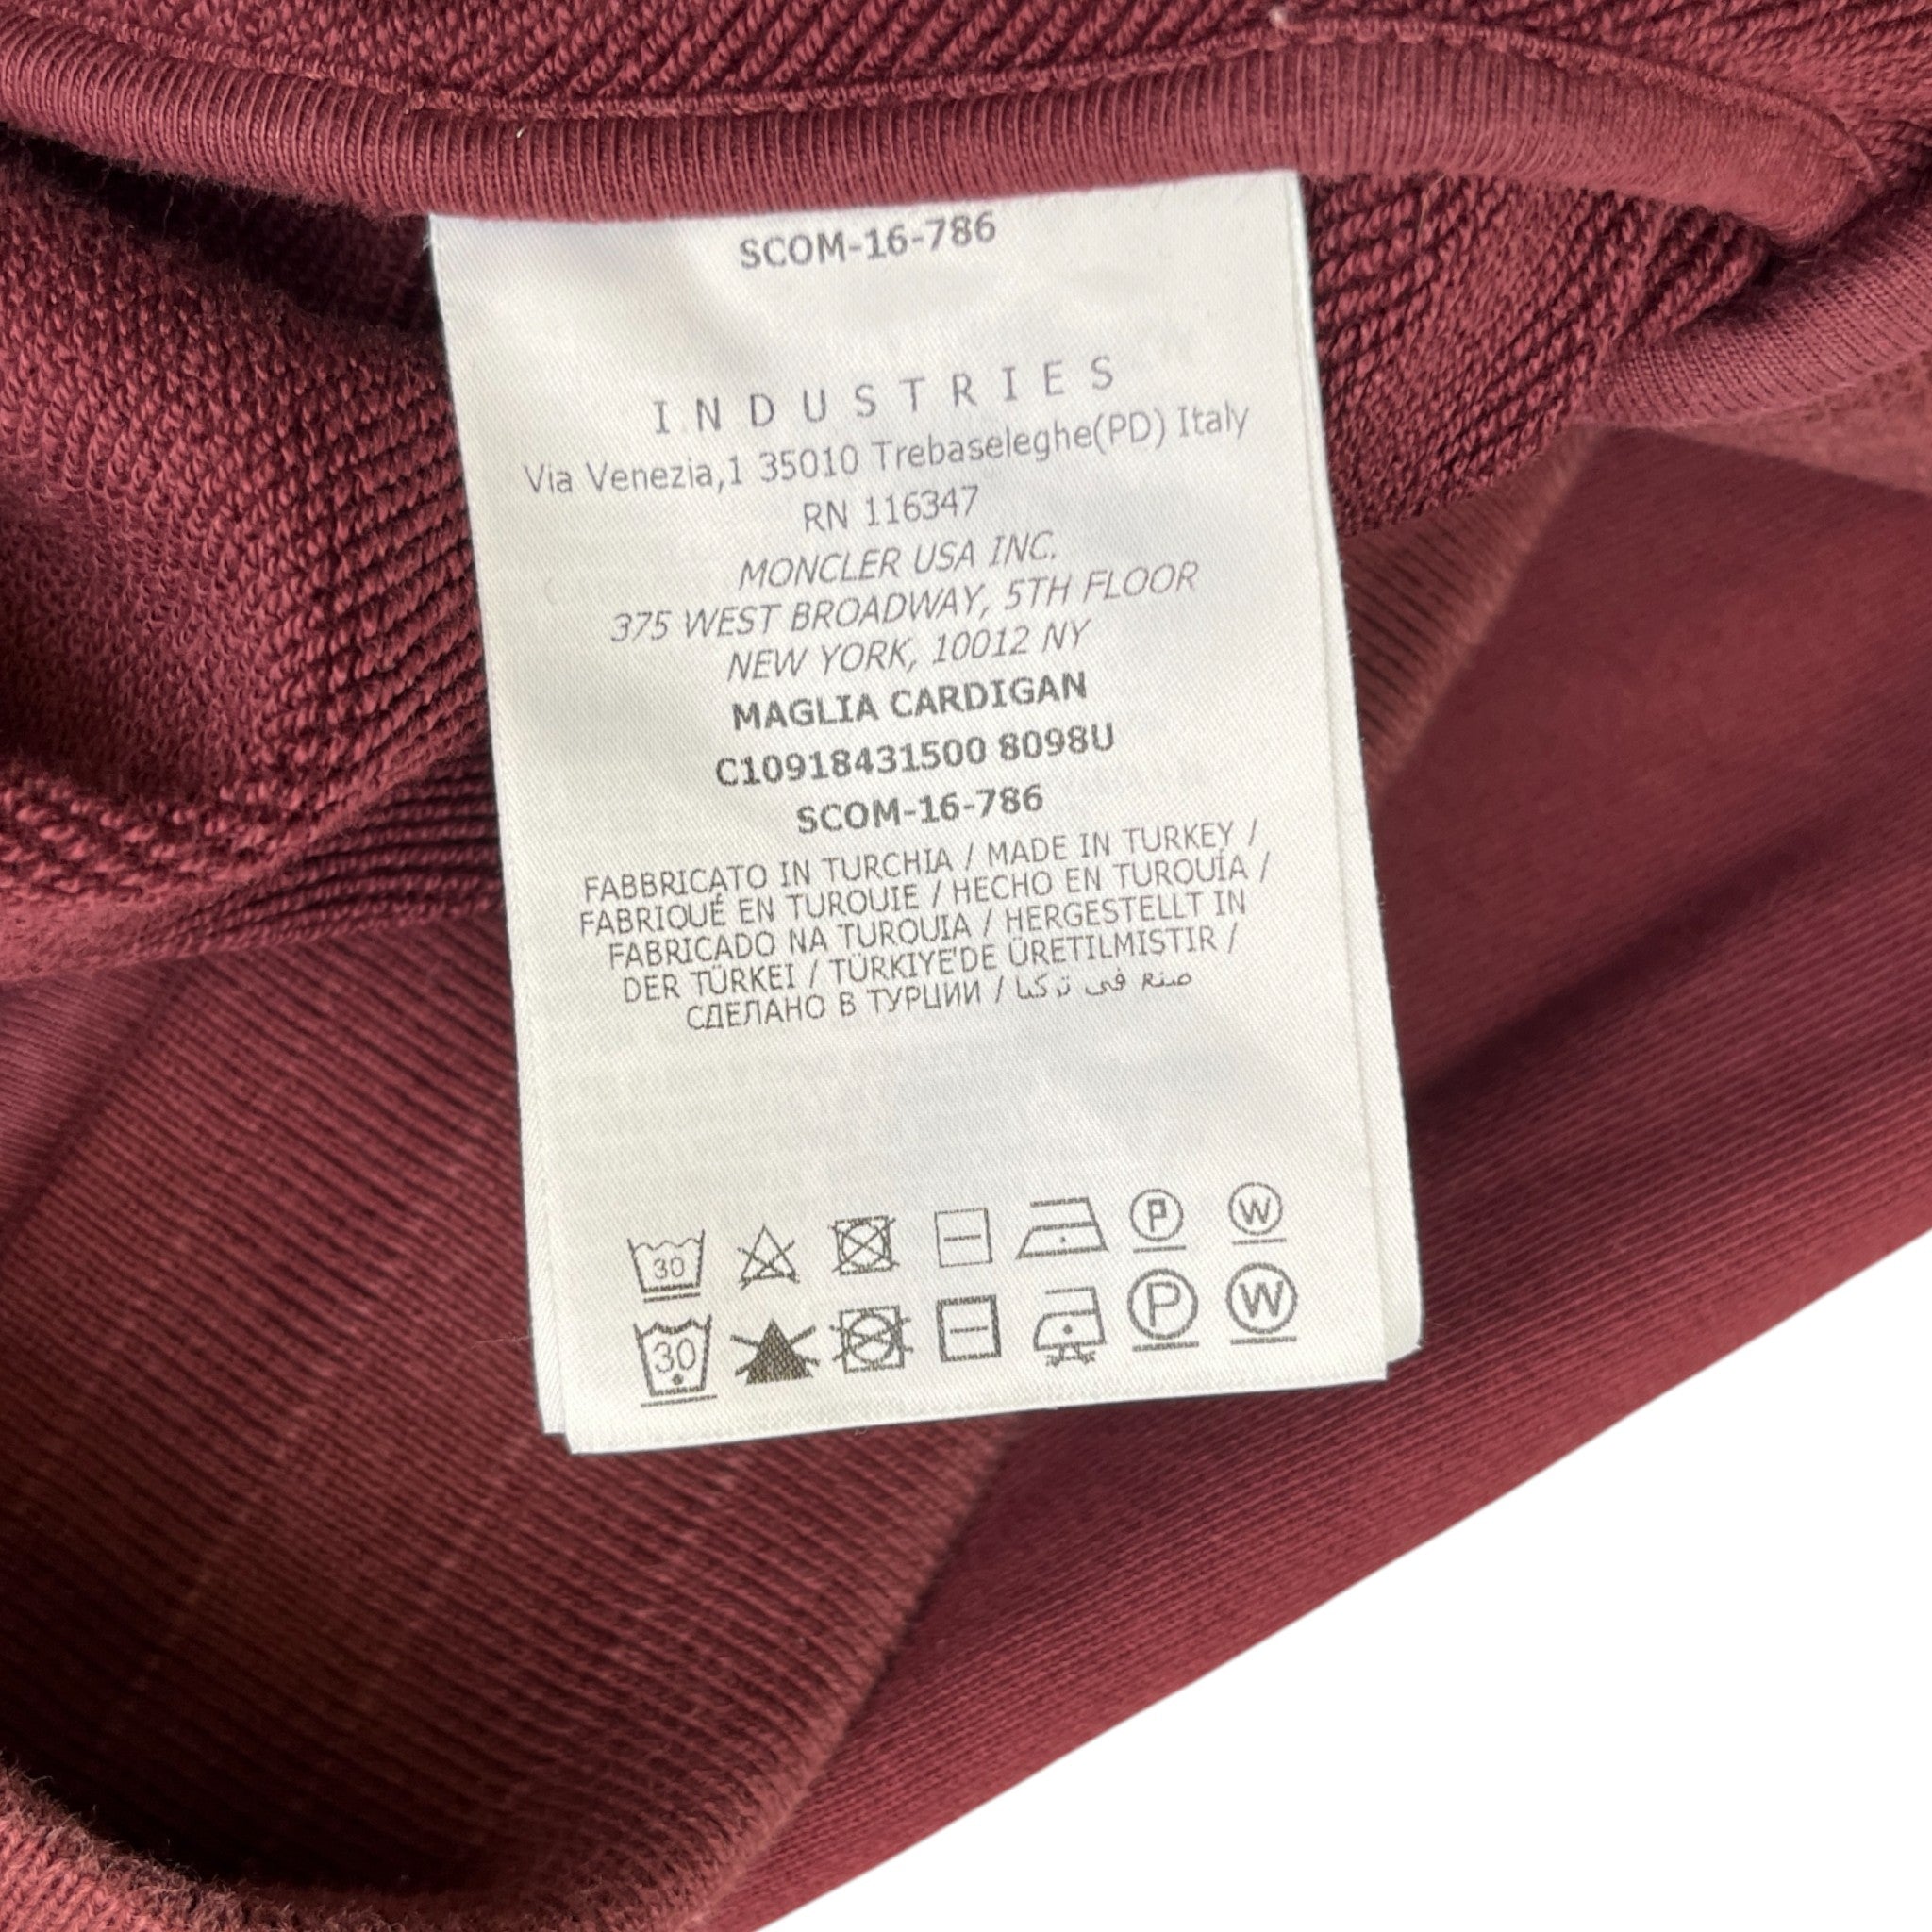 SCOM-16-786
INDUSTRIES
Via Venezia,1 35010 Trebaseleghe(PD) Italy
RN 116347
MONCLER USA INC.
375 WEST BROADWAY, 5TH FLOOR
NEW YORK, 10012 NY
MAGLIA CARDIGAN
C10918431500 8098U
SCOM-16-786
FABBRICATO IN TURCHIA / MADE IN TURKEY /
FABRIQUÉ EN TURQUIE / HECHO EN TURQUÍA /
FABRICADO NA TURQUIA / HERGESTELLT IN
DER TÜRKEI / TÜRKIYE'DE ÜRETILMISTIR /
СДЕЛАНО В ТУРЦИИ / صنع في تركيا
30 P W
30 P W